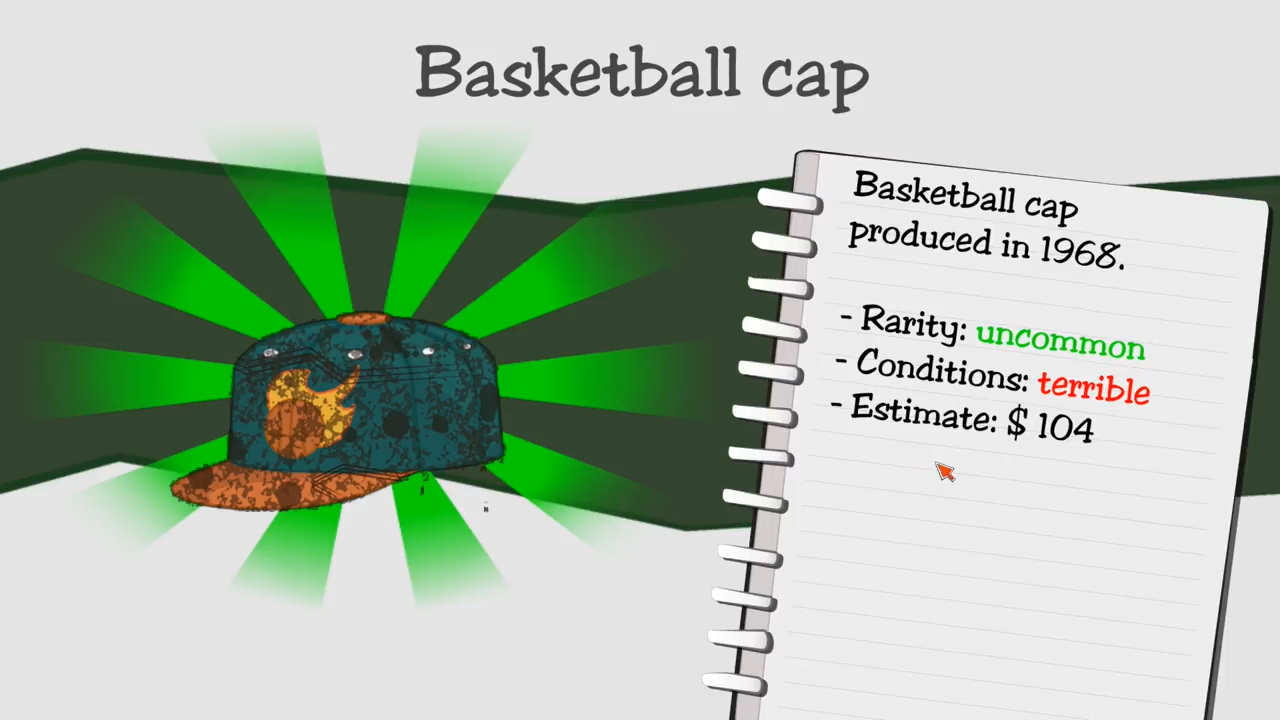 Basketball cap
Basketball cap
produced in 1968.
- Rarity: uncommon
- Conditions: terrible
- Estimate: $ 104